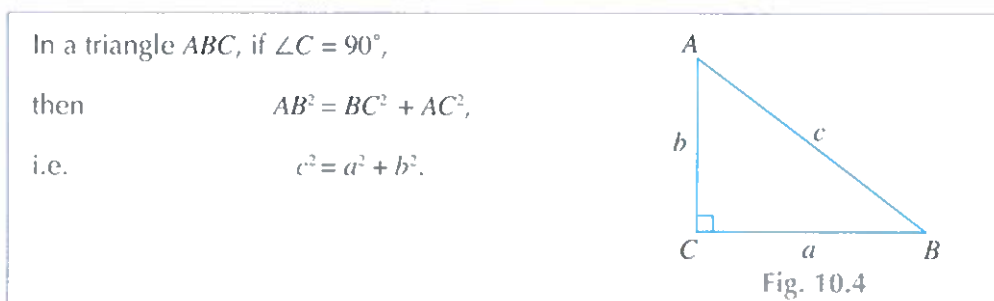 In a triangle ABC, if ∠C = 90°,
then AB² = BC² + AC²,
i.e. c² = a² + b².
A
b
c
C
a
B
Fig. 10.4